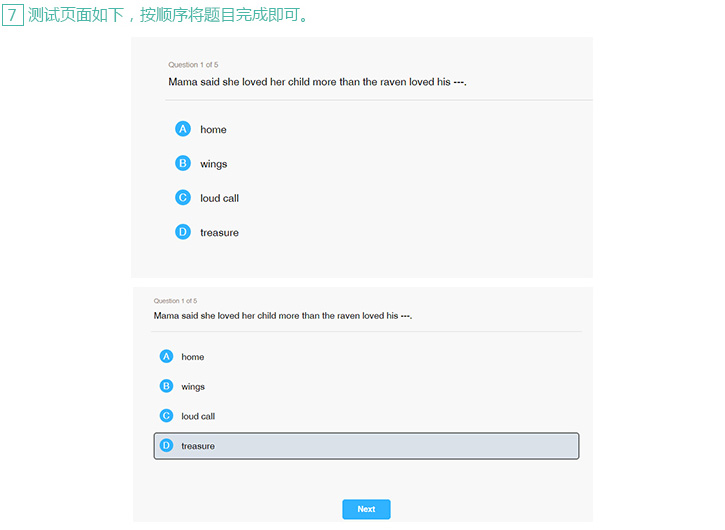 7 测试页面如下，按顺序将题目完成即可。
Question 1 of 5
Mama said she loved her child more than the raven loved his ---.
A home
B wings
C loud call
D treasure
Question 1 of 5
Mama said she loved her child more than the raven loved his ---.
A home
B wings
C loud call
D treasure
Next